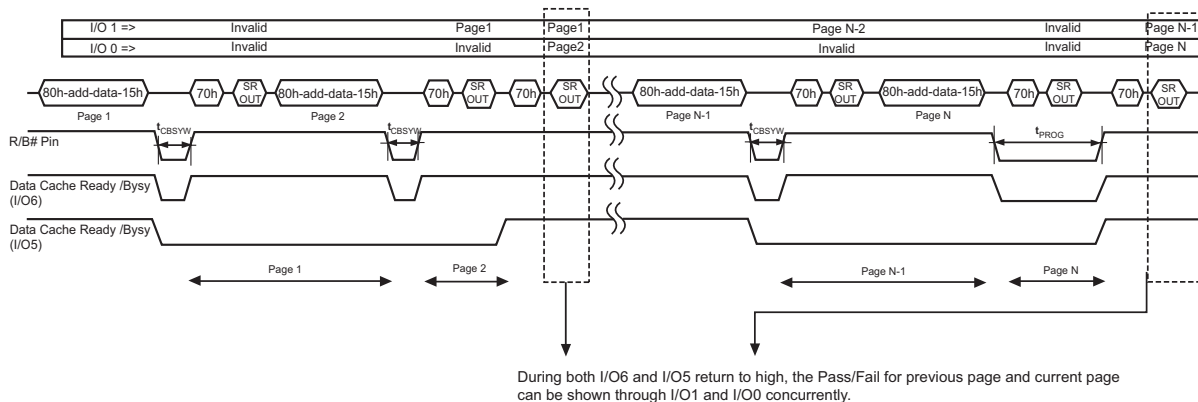 I/O 1 => Invalid Page1 Page1 Page N-2 Invalid Page N-1
I/O 0 => Invalid Invalid Page2 Invalid Invalid Page N
80h-add-data-15h 70h SR OUT 80h-add-data-15h 70h SR OUT 70h SR OUT 80h-add-data-15h 70h SR OUT 80h-add-data-15h 70h SR OUT 70h SR OUT
Page 1 Page 2 Page N-1 Page N
R/B# Pin tCBSYW tCBSYW tCBSYW tPROG
Data Cache Ready /Bysy
(I/O6)
Data Cache Ready /Bysy
(I/O5)
Page 1 Page 2 Page N-1 Page N
During both I/O6 and I/O5 return to high, the Pass/Fail for previous page and current page
can be shown through I/O1 and I/O0 concurrently.